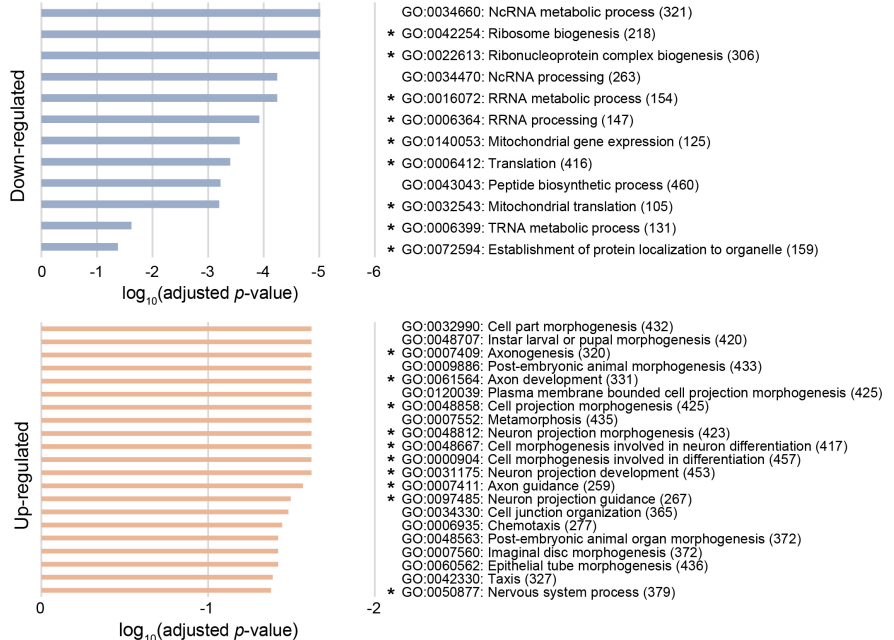 Down-regulated
GO:0034660: NcRNA metabolic process (321)
* GO:0042254: Ribosome biogenesis (218)
* GO:0022613: Ribonucleoprotein complex biogenesis (306)
GO:0034470: NcRNA processing (263)
* GO:0016072: RRNA metabolic process (154)
* GO:0006364: RRNA processing (147)
* GO:0140053: Mitochondrial gene expression (125)
* GO:0006412: Translation (416)
GO:0043043: Peptide biosynthetic process (460)
* GO:0032543: Mitochondrial translation (105)
* GO:0006399: TRNA metabolic process (131)
* GO:0072594: Establishment of protein localization to organelle (159)
0 -1 -2 -3 -4 -5 -6
log10(adjusted p-value)
Up-regulated
GO:0032990: Cell part morphogenesis (432)
GO:0048707: Instar larval or pupal morphogenesis (420)
* GO:0007409: Axonogenesis (320)
GO:0009886: Post-embryonic animal morphogenesis (433)
* GO:0061564: Axon development (331)
GO:0120039: Plasma membrane bounded cell projection morphogenesis (425)
* GO:0048858: Cell projection morphogenesis (425)
GO:0007552: Metamorphosis (435)
* GO:0048812: Neuron projection morphogenesis (423)
* GO:0048667: Cell morphogenesis involved in neuron differentiation (417)
* GO:0000904: Cell morphogenesis involved in differentiation (457)
* GO:0031175: Neuron projection development (453)
* GO:0007411: Axon guidance (259)
* GO:0097485: Neuron projection guidance (267)
GO:0034330: Cell junction organization (365)
GO:0006935: Chemotaxis (277)
GO:0048563: Post-embryonic animal organ morphogenesis (372)
GO:0007560: Imaginal disc morphogenesis (372)
GO:0060562: Epithelial tube morphogenesis (436)
GO:0042330: Taxis (327)
* GO:0050877: Nervous system process (379)
0 -1 -2
log10(adjusted p-value)